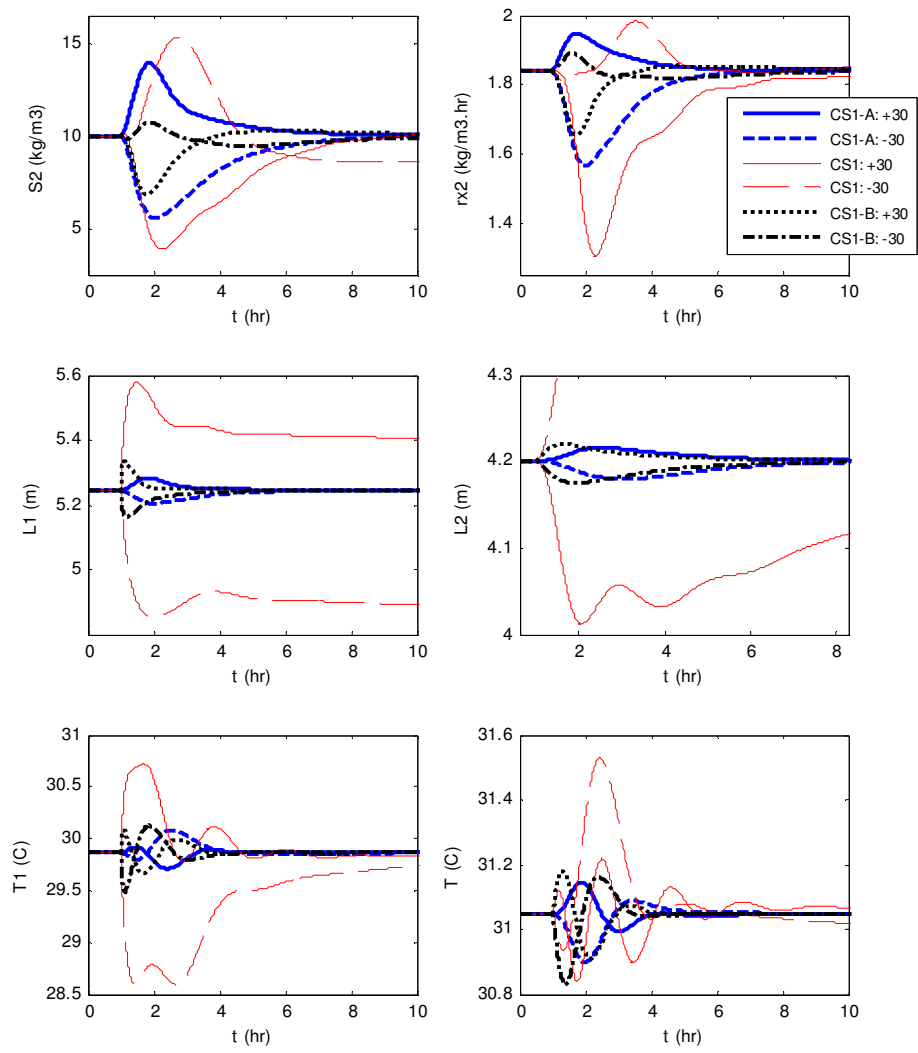 15
10
5
S2 (kg/m3)
0 2 4 6 8 10
t (hr)
2
1.8
1.6
1.4
rx2 (kg/m3.hr)
0 2 4 6 8 10
t (hr)
CS1-A: +30
CS1-A: -30
CS1: +30
CS1: -30
CS1-B: +30
CS1-B: -30
5.6
5.4
5.2
5
L1 (m)
0 2 4 6 8 10
t (hr)
4.3
4.2
4.1
4
L2 (m)
2 4 6 8
t (hr)
31
30.5
30
29.5
29
28.5
T1 (C)
0 2 4 6 8 10
t (hr)
31.6
31.4
31.2
31
30.8
T (C)
0 2 4 6 8 10
t (hr)